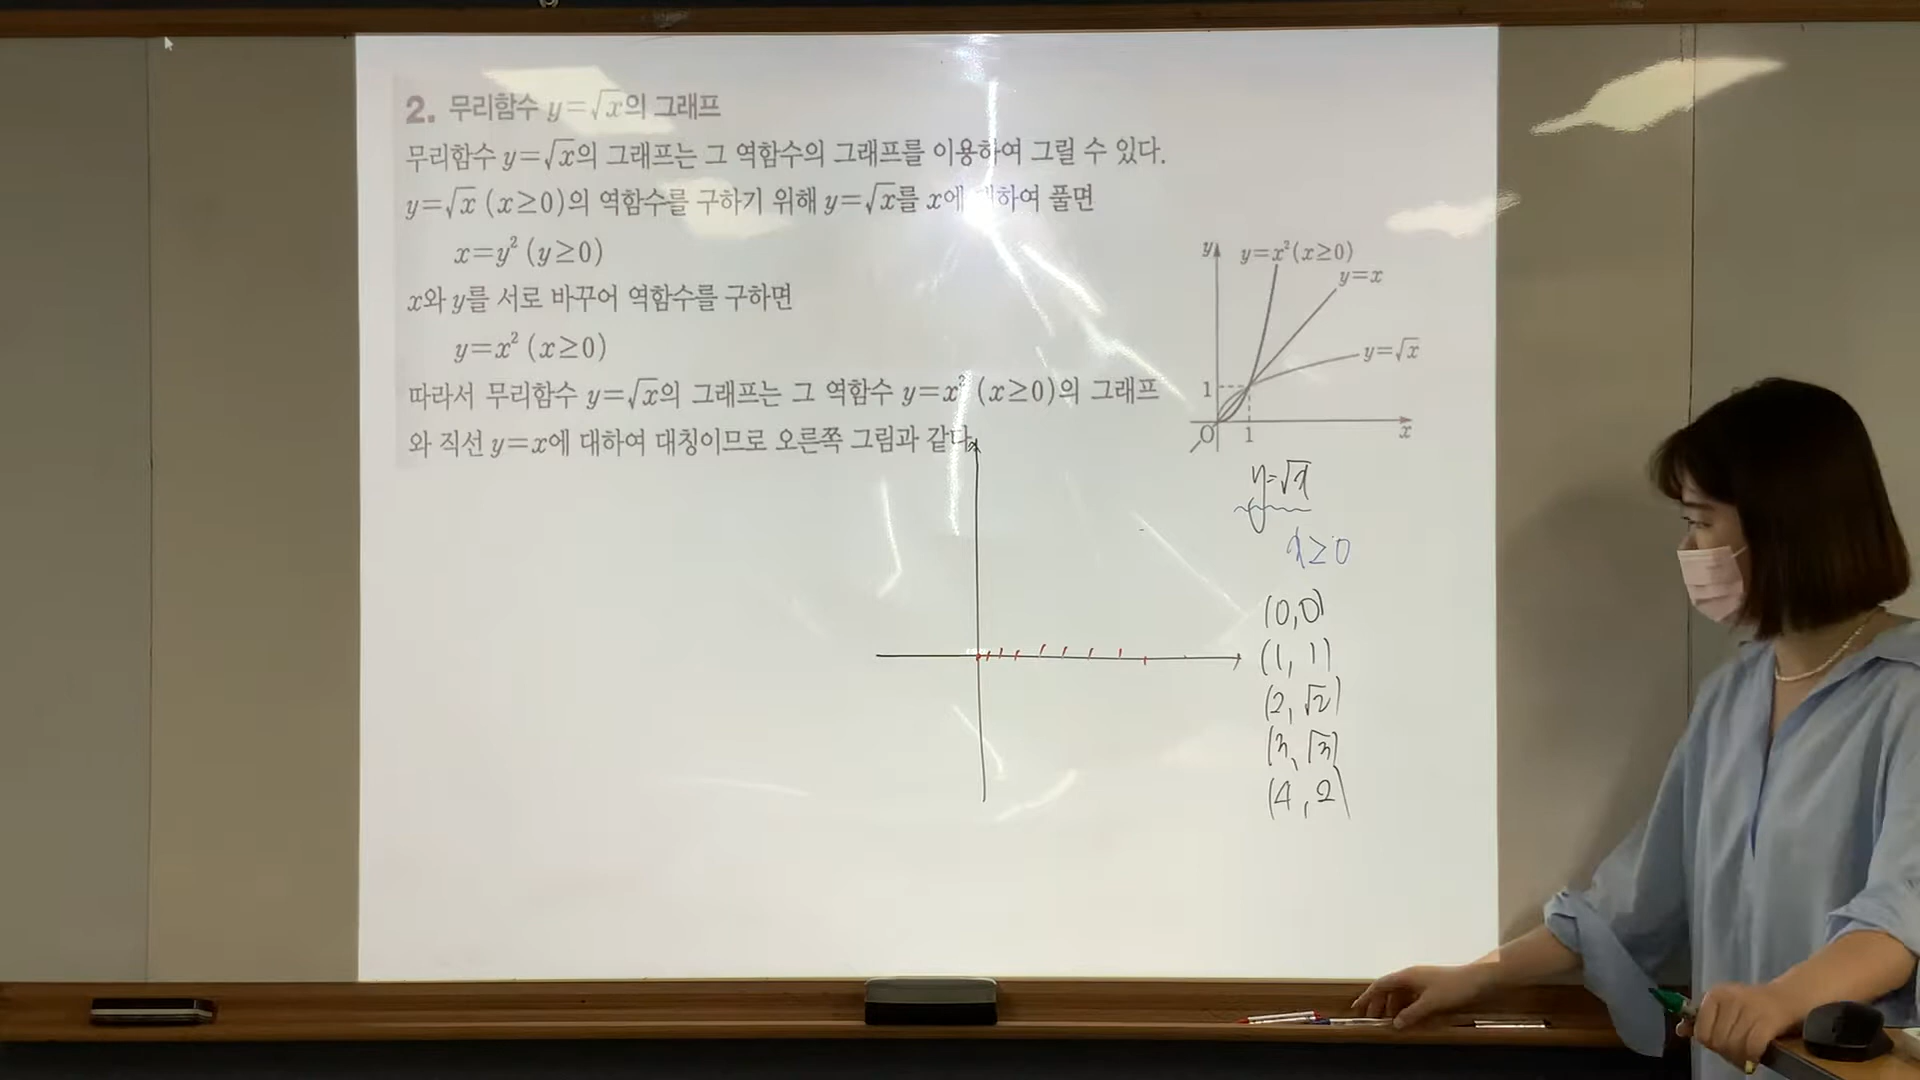 2. 무리함수 y=√x의 그래프
무리함수 y=√x의 그래프는 그 역함수의 그래프를 이용하여 그릴 수 있다.
y=√x (x≥0)의 역함수를 구하기 위해 y=√x를 x에 하여 풀면
x=y² (y≥0)
x와 y를 서로 바꾸어 역함수를 구하면
y=x² (x≥0)
따라서 무리함수 y=√x의 그래프는 그 역함수 y=x² (x≥0)의 그래프
와 직선 y=x에 대하여 대칭이므로 오른쪽 그림과 같다.
y
y=x²(x≥0)
y=x
y=√x
1
O
1
x
y=√x
x≥0
(0,0)
(1, 1)
(2, √2)
(3, √3)
(4, 2)